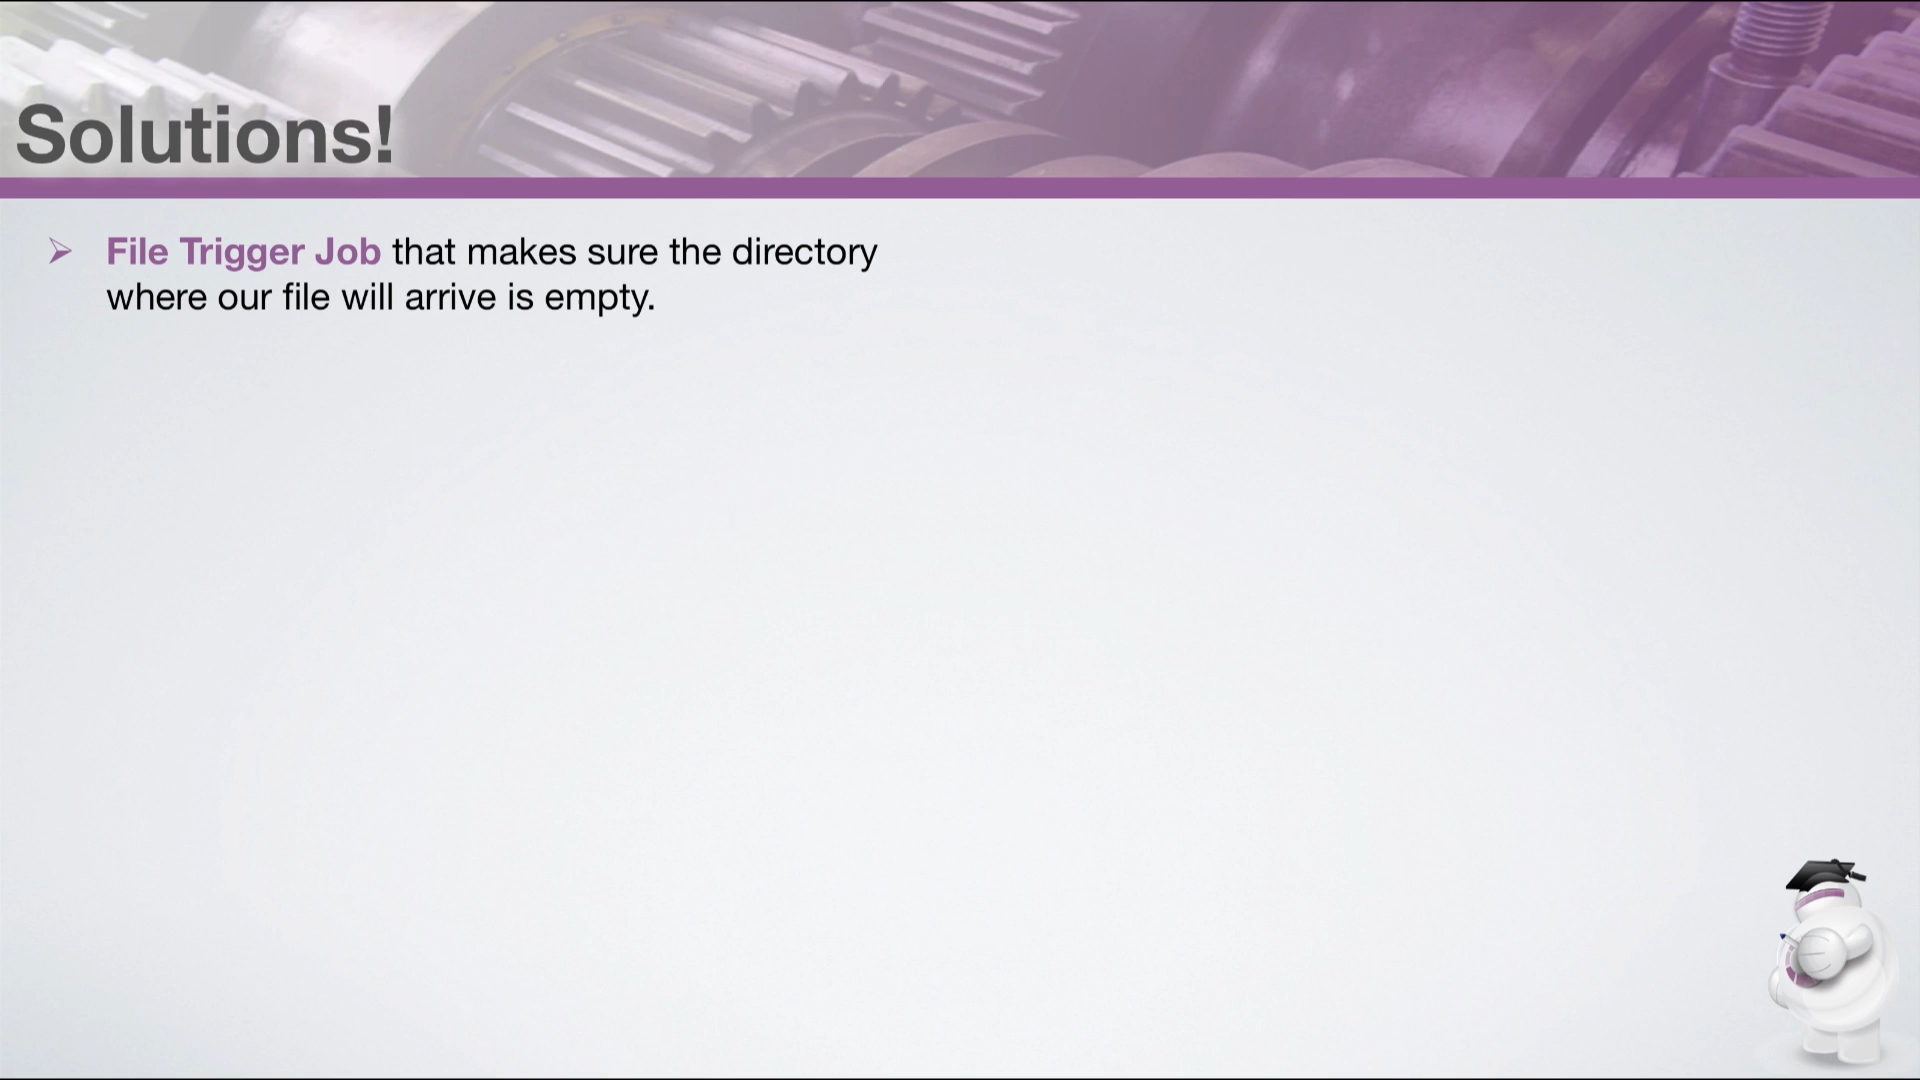 Solutions!
File Trigger Job that makes sure the directory
where our file will arrive is empty.